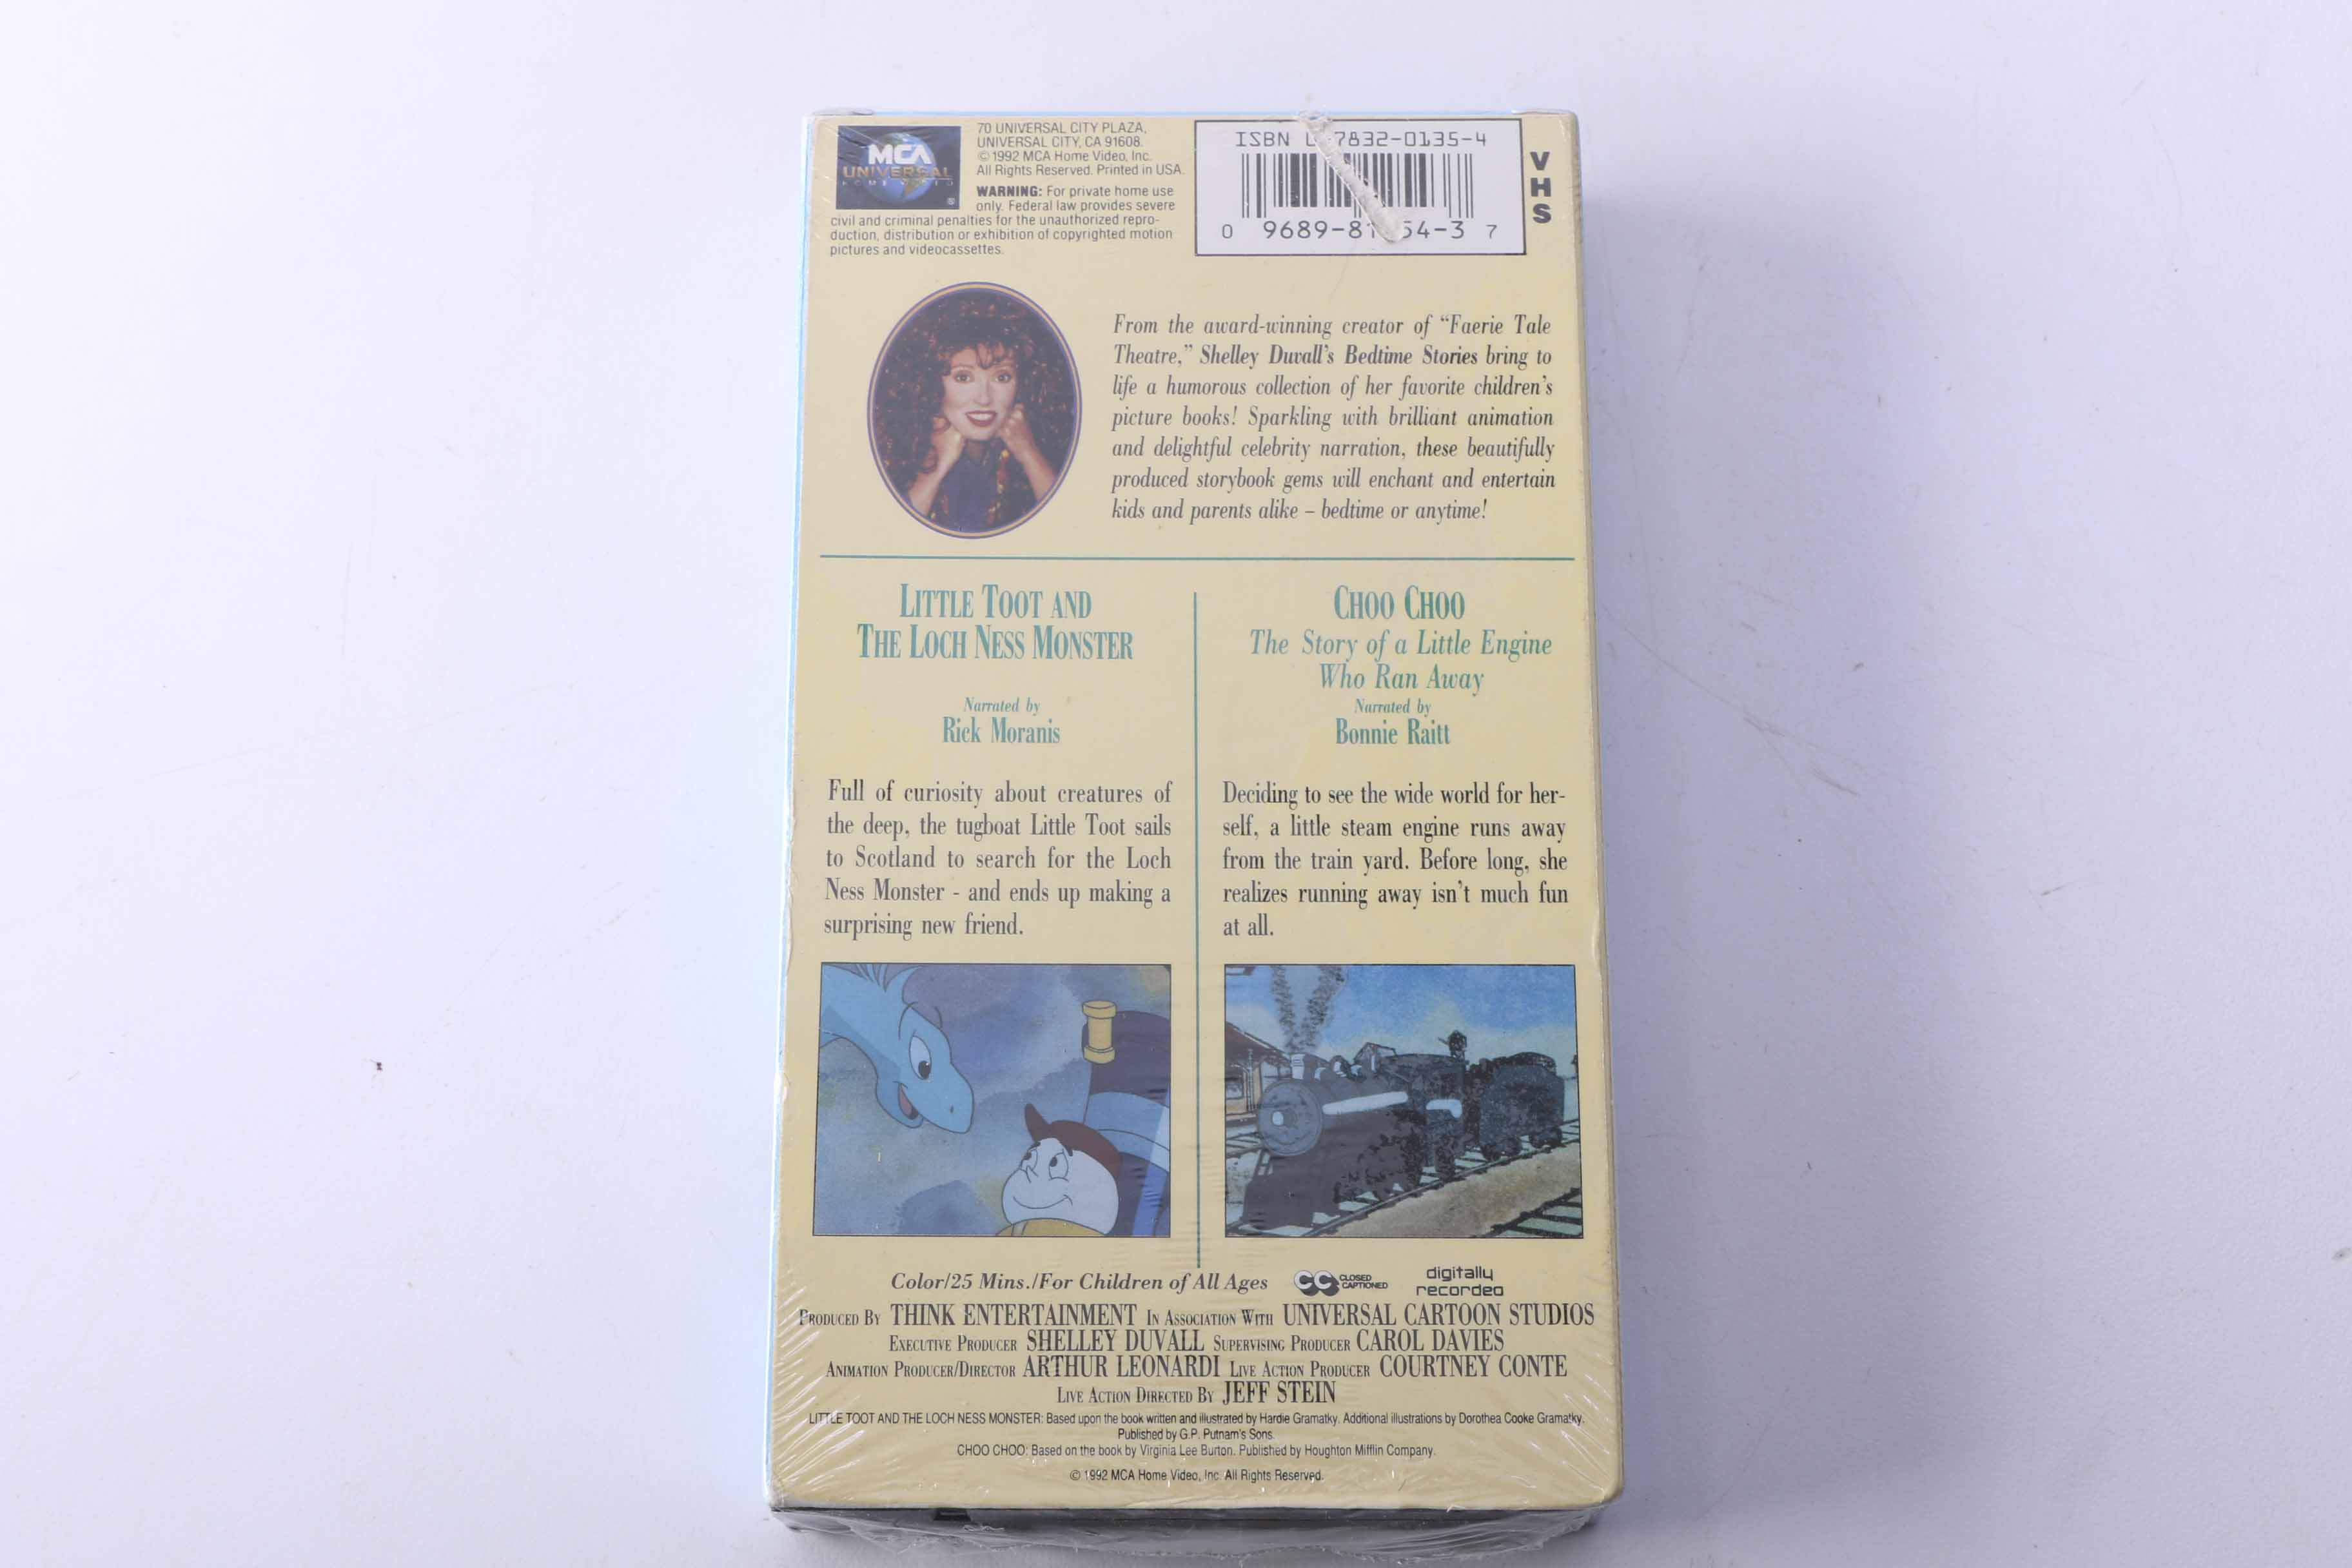 MCA
UNIVERSAL
HOME VIDEO
®
70 UNIVERSAL CITY PLAZA,
UNIVERSAL CITY, CA 91608.
©1992 MCA Home Video, Inc.
All Rights Reserved. Printed in USA.
WARNING: For private home use
only. Federal law provides severe
civil and criminal penalties for the unauthorized repro-
duction, distribution or exhibition of copyrighted motion
pictures and videocassettes.
ISBN 7832-0135-4
0 9689-81 54-3 7
VHS
From the award-winning creator of “Faerie Tale
Theatre,” Shelley Duvall's Bedtime Stories bring to
life a humorous collection of her favorite children's
picture books! Sparkling with brilliant animation
and delightful celebrity narration, these beautifully
produced storybook gems will enchant and entertain
kids and parents alike – bedtime or anytime!
LITTLE TOOT AND
THE LOCH NESS MONSTER
Narrated by
Rick Moranis
Full of curiosity about creatures of
the deep, the tugboat Little Toot sails
to Scotland to search for the Loch
Ness Monster - and ends up making a
surprising new friend.
CHOO CHOO
The Story of a Little Engine
Who Ran Away
Narrated by
Bonnie Raitt
Deciding to see the wide world for her-
self, a little steam engine runs away
from the train yard. Before long, she
realizes running away isn't much fun
at all.
Color/25 Mins./For Children of All Ages
CC CLOSED
CAPTIONED
digitally
recorded
PRODUCED BY THINK ENTERTAINMENT IN ASSOCIATION WITH UNIVERSAL CARTOON STUDIOS
EXECUTIVE PRODUCER SHELLEY DUVALL SUPERVISING PRODUCER CAROL DAVIES
ANIMATION PRODUCER/DIRECTOR ARTHUR LEONARDI LIVE ACTION PRODUCER COURTNEY CONTE
LIVE ACTION DIRECTED BY JEFF STEIN
LITTLE TOOT AND THE LOCH NESS MONSTER: Based upon the book written and illustrated by Hardie Gramatky. Additional illustrations by Dorothea Cooke Gramatky.
Published by G.P. Putnam's Sons.
CHOO CHOO: Based on the book by Virginia Lee Burton. Published by Houghton Mifflin Company.
© 1992 MCA Home Video, Inc. All Rights Reserved.